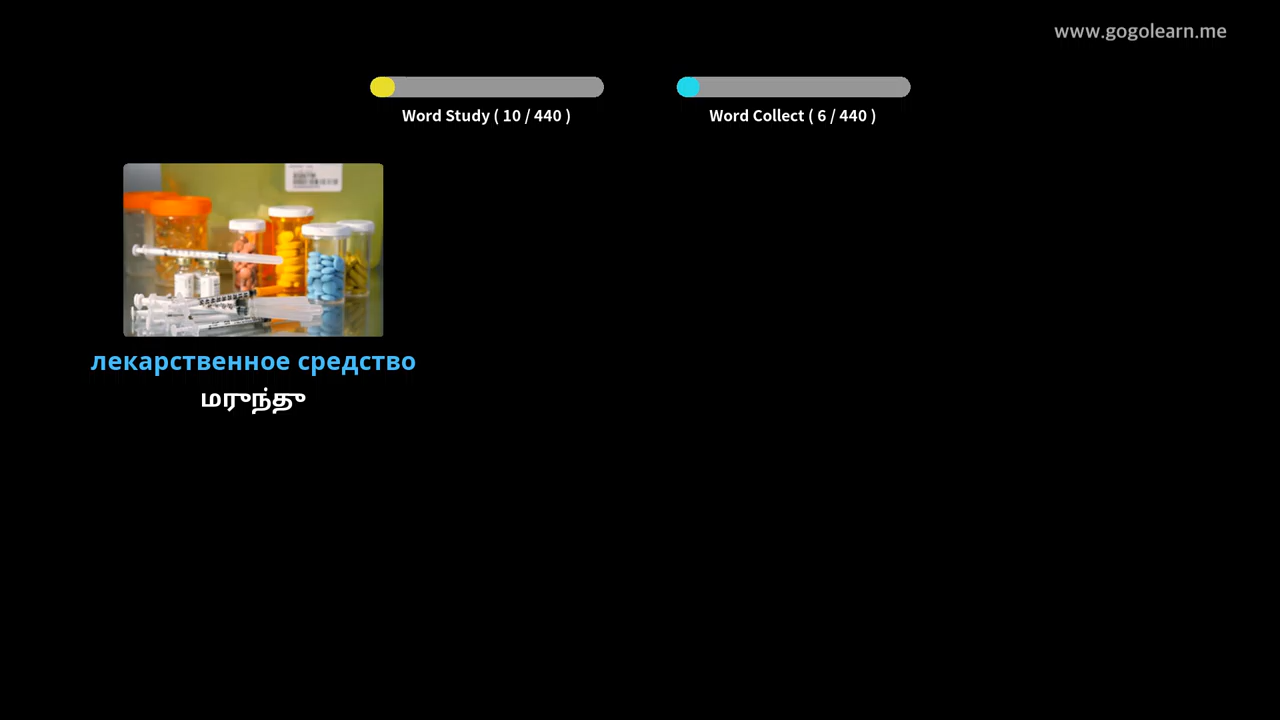 www.gogolearn.me
Word Study ( 10 / 440 )
Word Collect ( 6 / 440 )
лекарственное средство
மருந்து